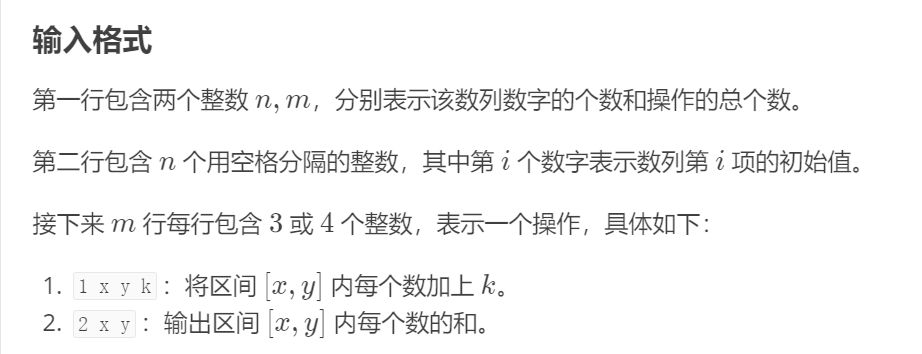 输入格式
第一行包含两个整数 n, m，分别表示该数列数字的个数和操作的总个数。
第二行包含 n 个用空格分隔的整数，其中第 i 个数字表示数列第 i 项的初始值。
接下来 m 行每行包含 3 或 4 个整数，表示一个操作，具体如下：
1. 1 x y k：将区间 [x, y] 内每个数加上 k。
2. 2 x y：输出区间 [x, y] 内每个数的和。